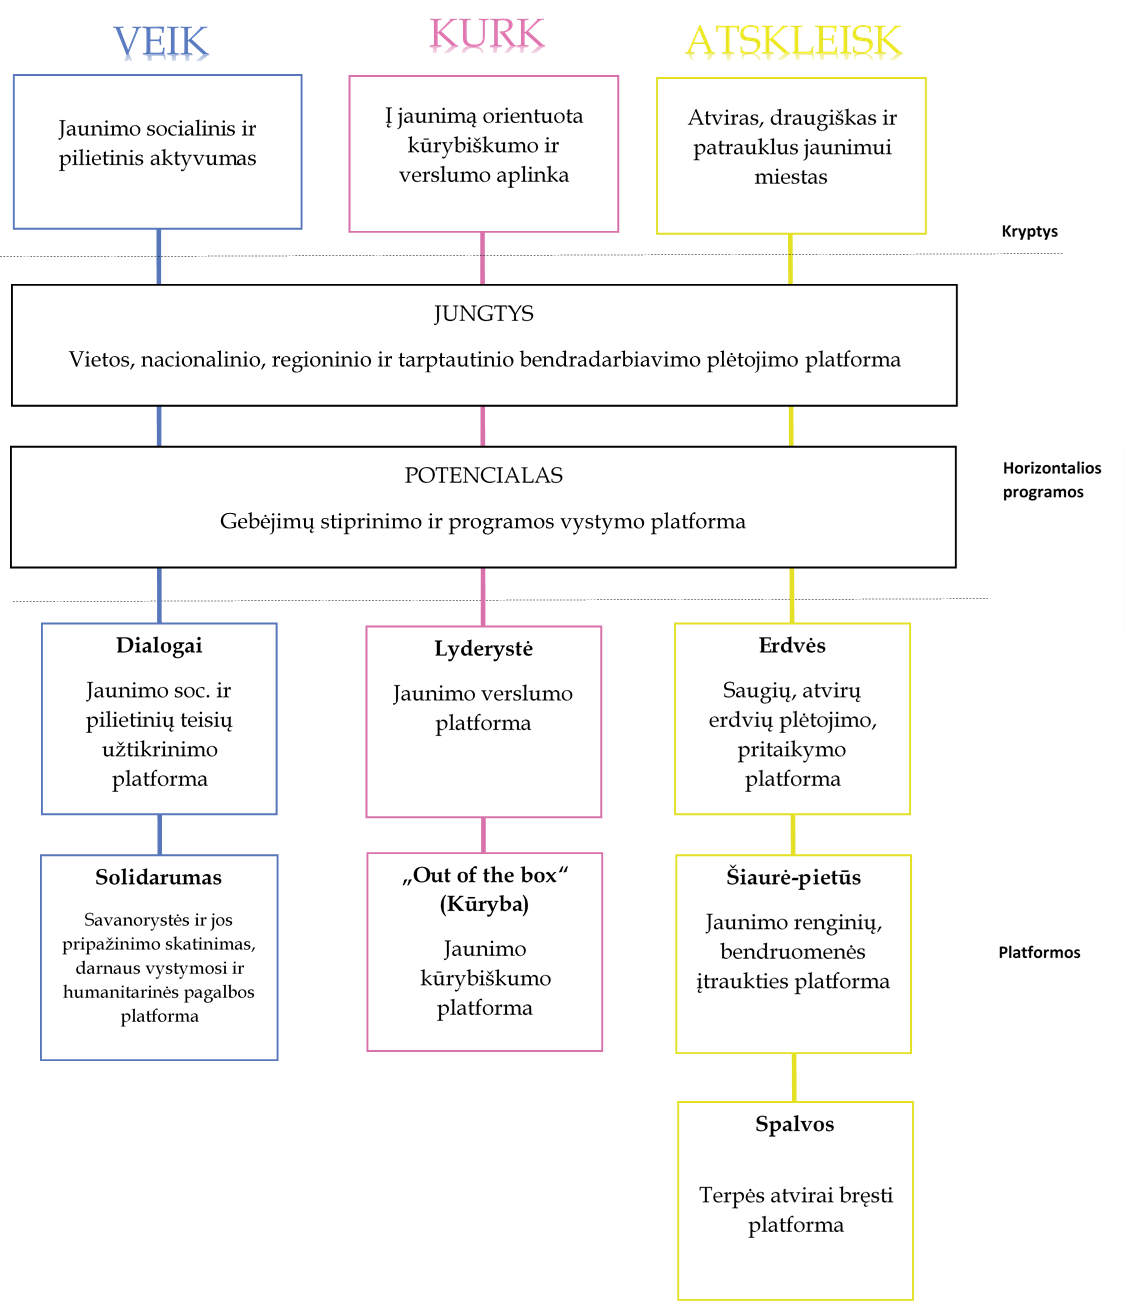 VEIK
KURK
ATSKLEISK
Jaunimo socialinis ir
pilietinis aktyvumas
Į jaunimą orientuota
kūrybiškumo ir
verslumo aplinka
Atviras, draugiškas ir
patrauklus jaunimui
miestas
Kryptys
JUNGTYS
Vietos, nacionalinio, regioninio ir tarptautinio bendradarbiavimo plėtojimo platforma
POTENCIALAS
Gebėjimų stiprinimo ir programos vystymo platforma
Horizontalios
programos
Dialogai
Jaunimo soc. ir
pilietinių teisių
užtikrinimo
platforma
Lyderystė
Jaunimo verslumo
platforma
Erdvės
Saugių, atvirų
erdvių plėtojimo,
pritaikymo
platforma
Solidarumas
Savanorystės ir jos
pripažinimo skatinimas,
darnaus vystymosi ir
humanitarinės pagalbos
platforma
„Out of the box“
(Kūryba)
Jaunimo
kūrybiškumo
platforma
Šiaurė-pietūs
Jaunimo renginių,
bendruomenės
įtraukties platforma
Platformos
Spalvos
Terpės atvirai bręsti
platforma